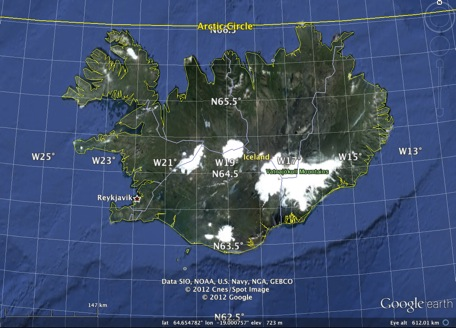 Arctic Circle
N66.5°
N65.5°
W25°
W23°
W21°
W19°
Iceland
W17°
W15°
W13°
N64.5°
Vatnajökull Mountains
Reykjavik
N63.5°
Data SIO, NOAA, U.S. Navy, NGA, GEBCO
© 2012 Cnes/Spot Image
© 2012 Google
N62.5°
147 km
Google earth
lat 64.654782° lon -19.000757° elev 723 m
Eye alt 612.01 km